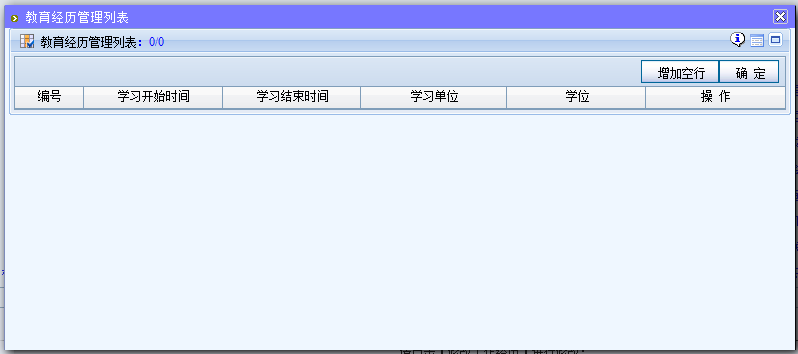 教育经历管理列表
教育经历管理列表：0/0
增加空行 确 定
编号 学习开始时间 学习结束时间 学习单位 学位 操 作